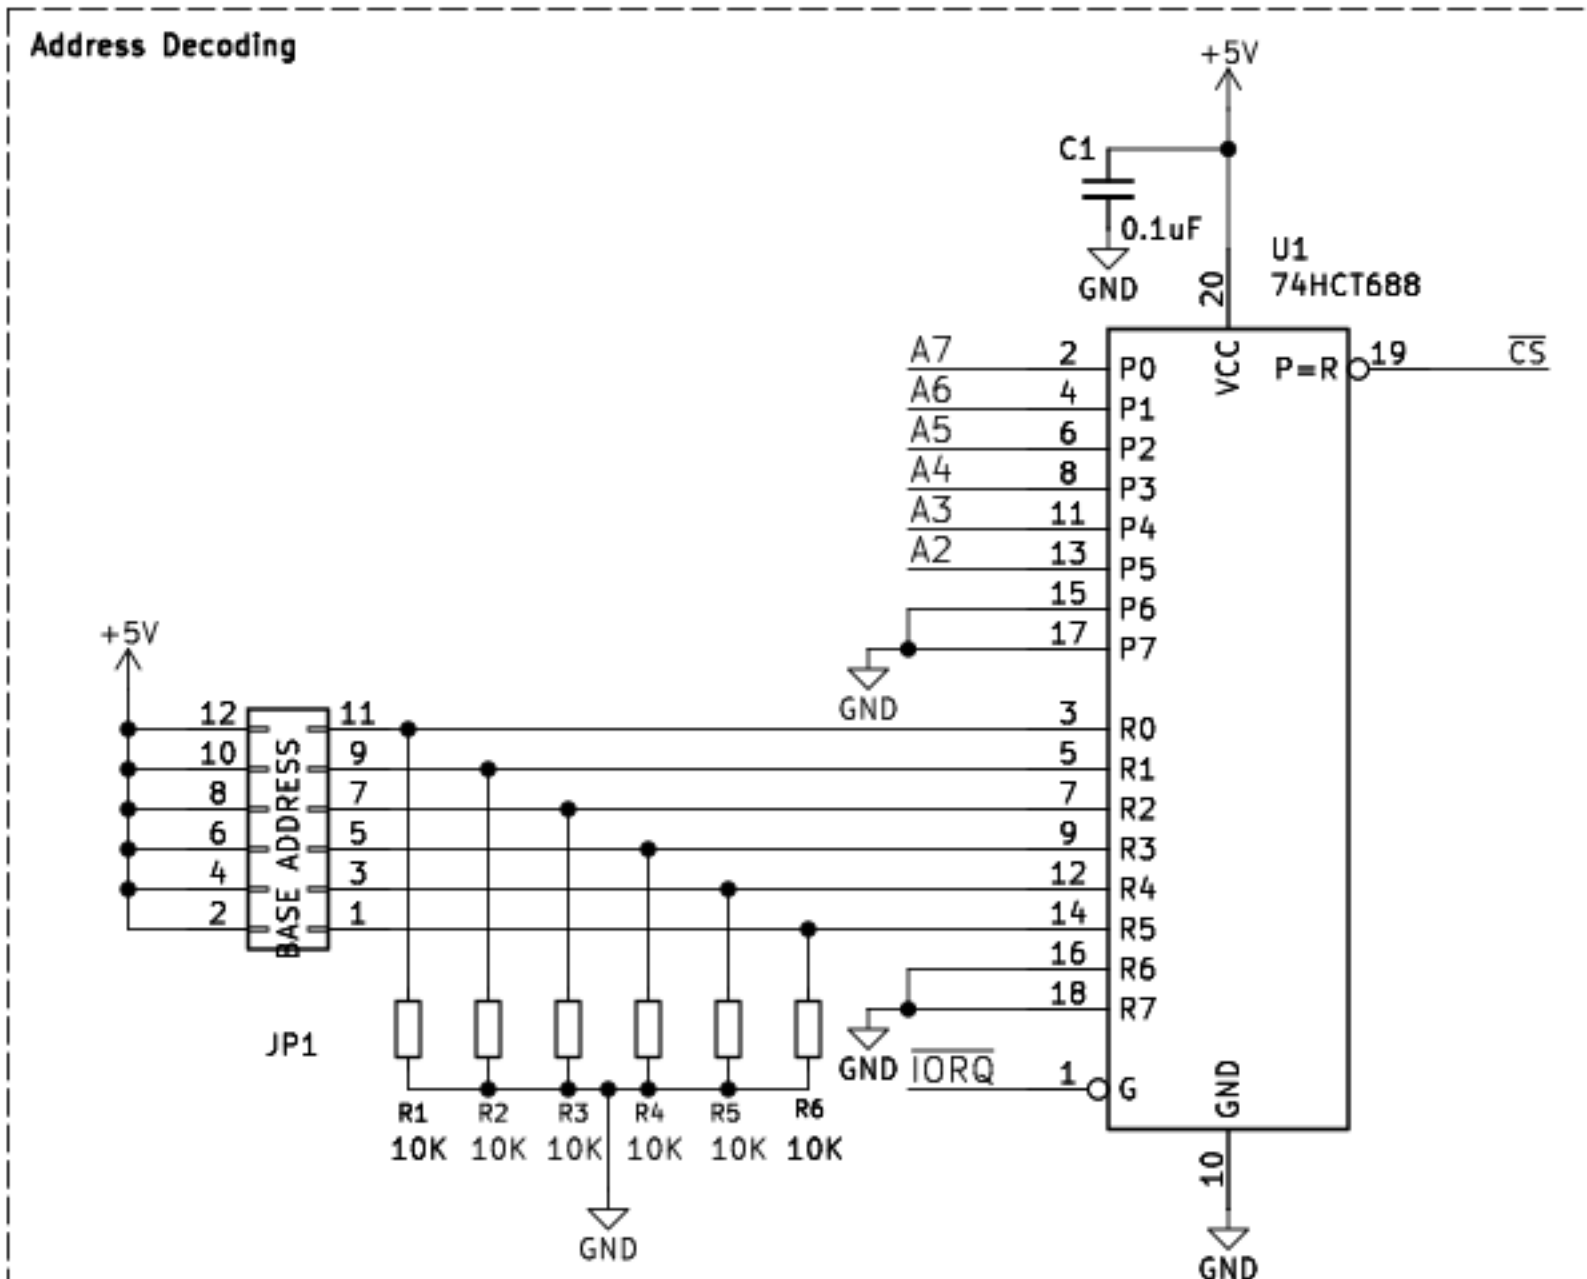 Address Decoding
+5V
C1
0.1uF
GND
U1
74HCT688
20
VCC
A7 2 P0 P=R 19 CS
A6 4 P1
A5 6 P2
A4 8 P3
A3 11 P4
A2 13 P5
15 P6
17 P7
GND
+5V
12 11 3 R0
10 9 5 R1
8 7 7 R2
6 5 9 R3
4 3 12 R4
2 1 14 R5
BASE ADDRESS
16 R6
18 R7
JP1
GND
IORQ 1 G
GND
R1 R2 R3 R4 R5 R6
10K 10K 10K 10K 10K 10K
10
GND
GND